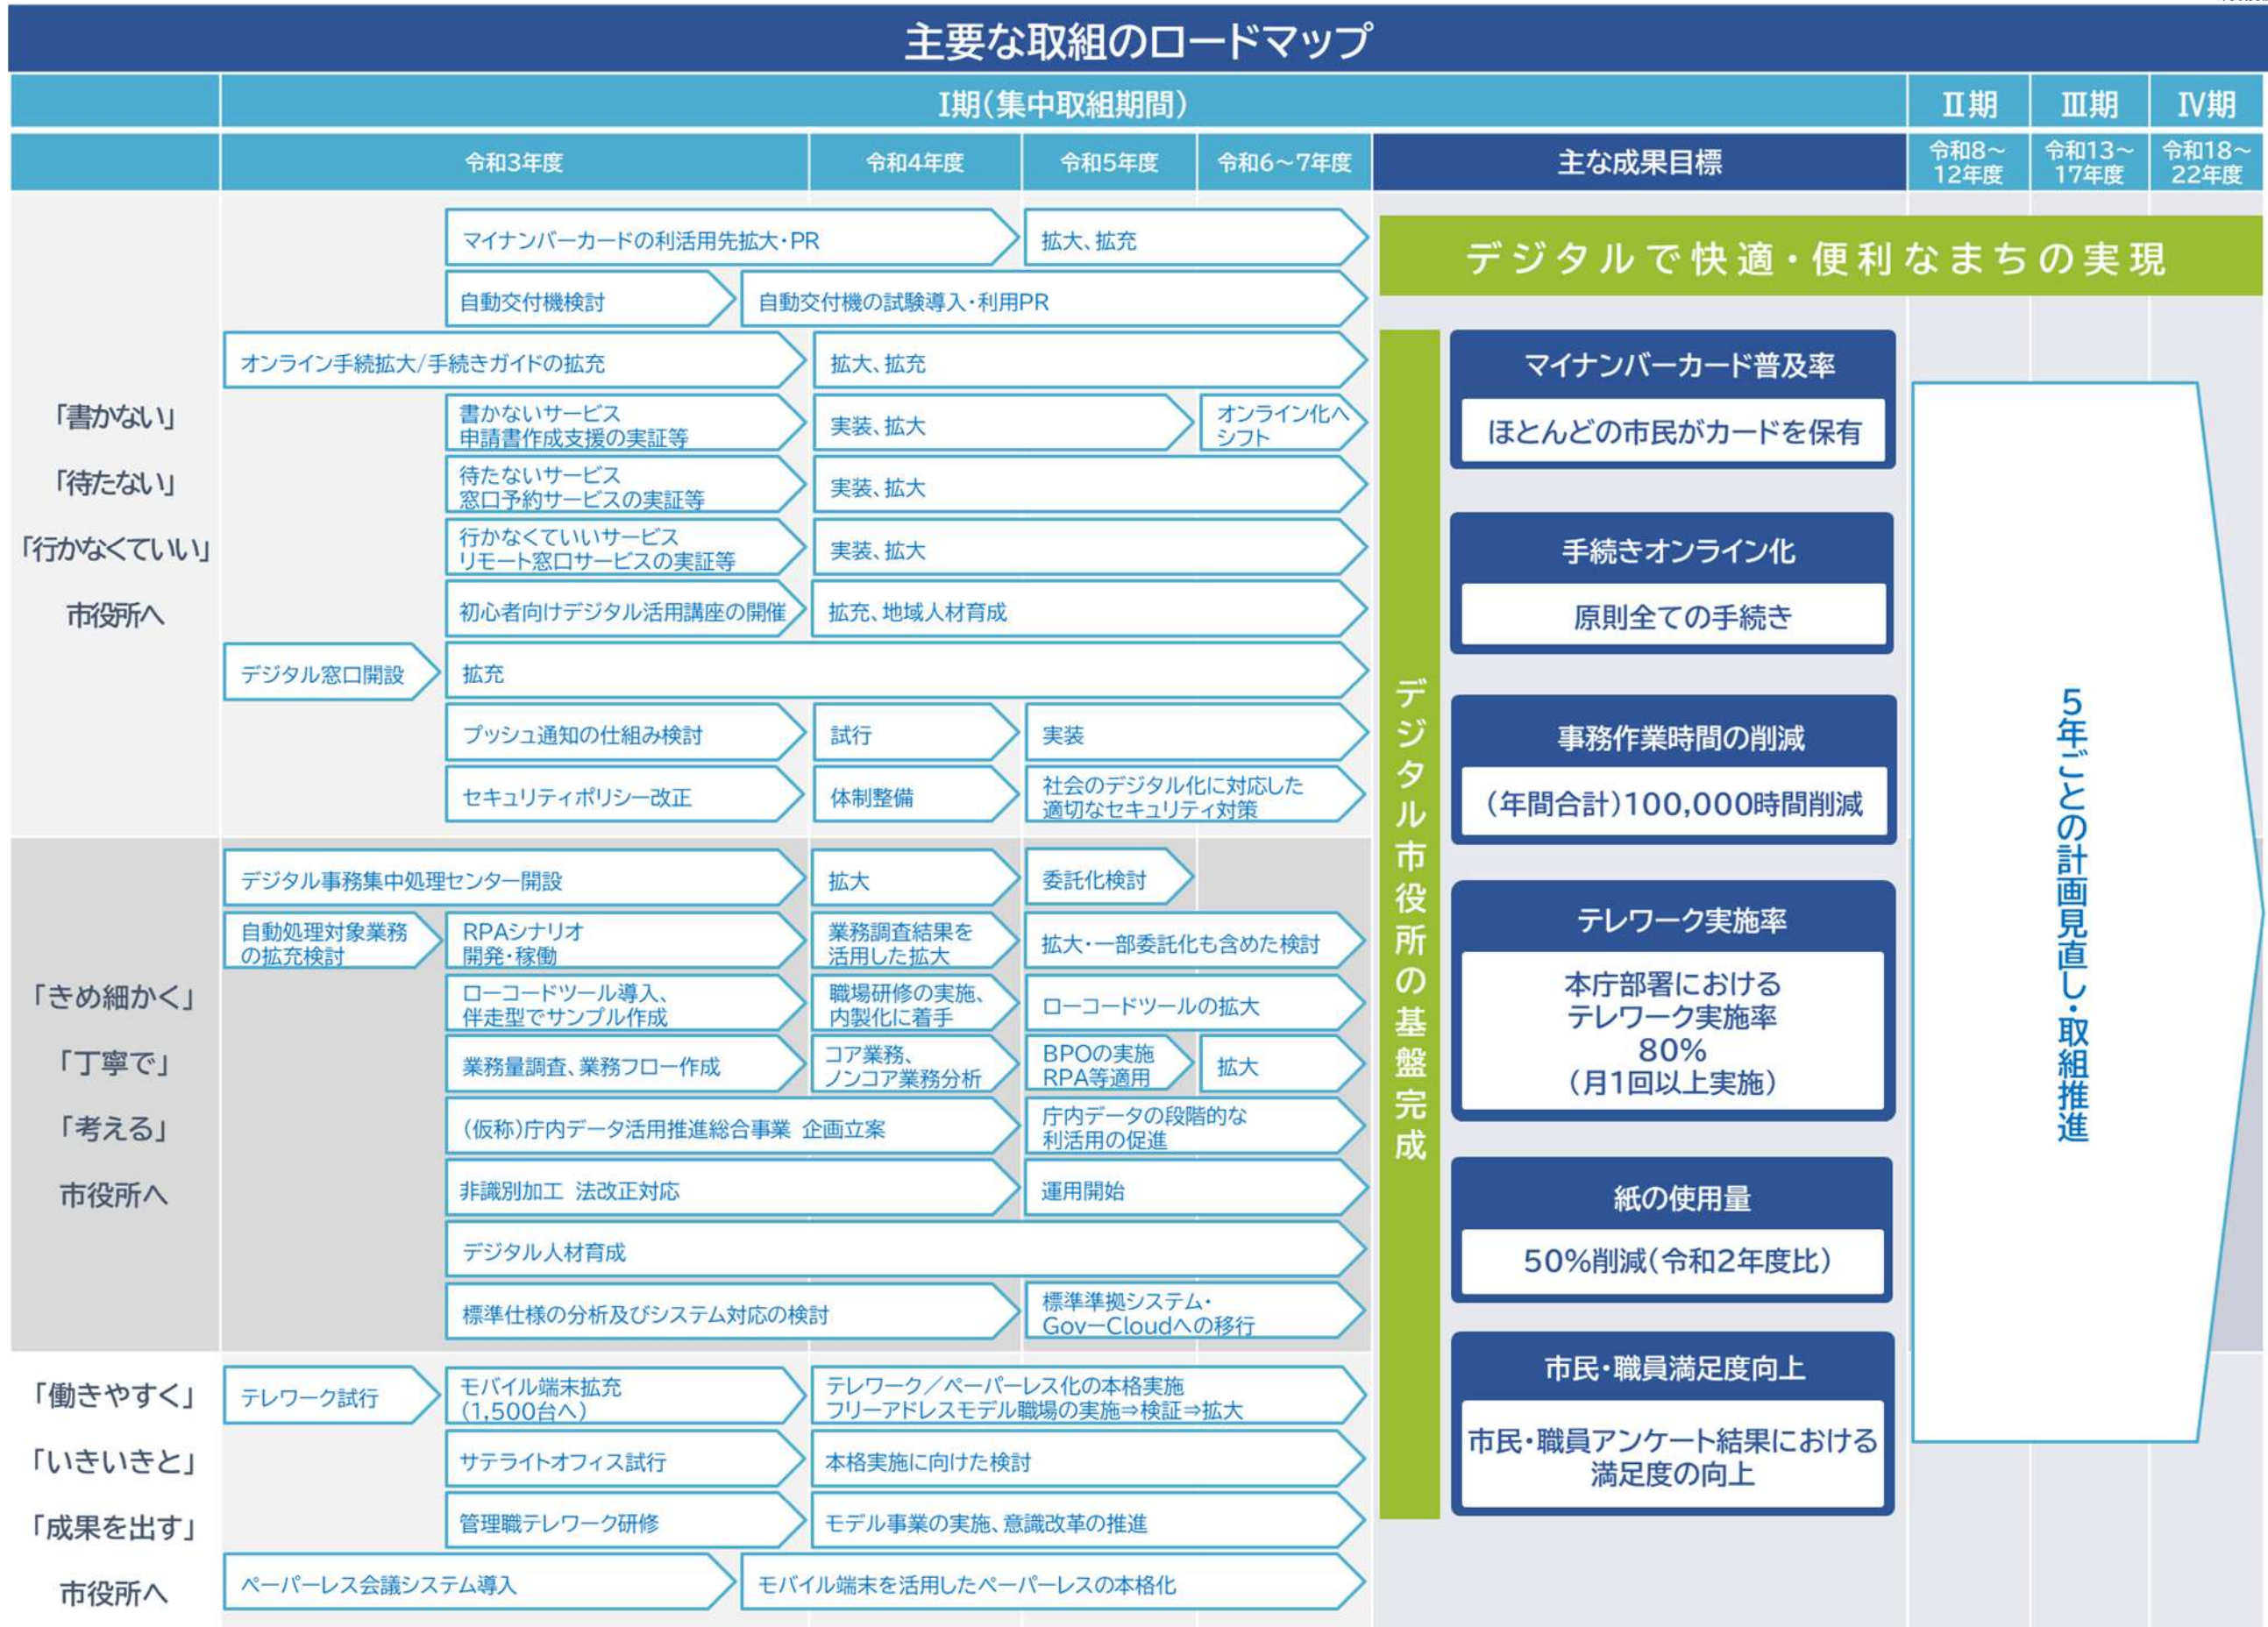 主要な取組のロードマップ
Ⅰ期（集中取組期間）
Ⅱ期
Ⅲ期
Ⅳ期
令和3年度
令和4年度
令和5年度
令和6～7年度
主な成果目標
令和8～
12年度
令和13～
17年度
令和18～
22年度
「書かない」
「待たない」
「行かなくていい」
市役所へ
マイナンバーカードの利活用先拡大・PR
拡大、拡充
自動交付機検討
自動交付機の試験導入・利用PR
オンライン手続拡大/手続きガイドの拡充
拡大、拡充
書かないサービス
申請書作成支援の実証等
実装、拡大
オンライン化へ
シフト
待たないサービス
窓口予約サービスの実証等
実装、拡大
行かなくていいサービス
リモート窓口サービスの実証等
実装、拡大
初心者向けデジタル活用講座の開催
拡充、地域人材育成
デジタル窓口開設
拡充
プッシュ通知の仕組み検討
試行
実装
セキュリティポリシー改正
体制整備
社会のデジタル化に対応した
適切なセキュリティ対策
「きめ細かく」
「丁寧で」
「考える」
市役所へ
デジタル事務集中処理センター開設
拡大
委託化検討
自動処理対象業務
の拡充検討
RPAシナリオ
開発・稼働
業務調査結果を
活用した拡大
拡大・一部委託化も含めた検討
ローコードツール導入、
伴走型でサンプル作成
職場研修の実施、
内製化に着手
ローコードツールの拡大
業務量調査、業務フロー作成
コア業務、
ノンコア業務分析
BPOの実施
RPA等適用
拡大
(仮称)庁内データ活用推進総合事業 企画立案
庁内データの段階的な
利活用の促進
非識別加工 法改正対応
運用開始
デジタル人材育成
標準仕様の分析及びシステム対応の検討
標準準拠システム・
GovーCloudへの移行
「働きやすく」
「いきいきと」
「成果を出す」
市役所へ
テレワーク試行
モバイル端末拡充
(1,500台へ)
テレワーク／ペーパーレス化の本格実施
フリーアドレスモデル職場の実施⇒検証⇒拡大
サテライトオフィス試行
本格実施に向けた検討
管理職テレワーク研修
モデル事業の実施、意識改革の推進
ペーパーレス会議システム導入
モバイル端末を活用したペーパーレスの本格化
デジタルで快適・便利なまちの実現
デジタル市役所の基盤完成
マイナンバーカード普及率
ほとんどの市民がカードを保有
手続きオンライン化
原則全ての手続き
事務作業時間の削減
（年間合計）100,000時間削減
テレワーク実施率
本庁部署における
テレワーク実施率
80%
（月1回以上実施）
紙の使用量
50%削減（令和2年度比）
市民・職員満足度向上
市民・職員アンケート結果における
満足度の向上
5年ごとの計画見直し・取組推進